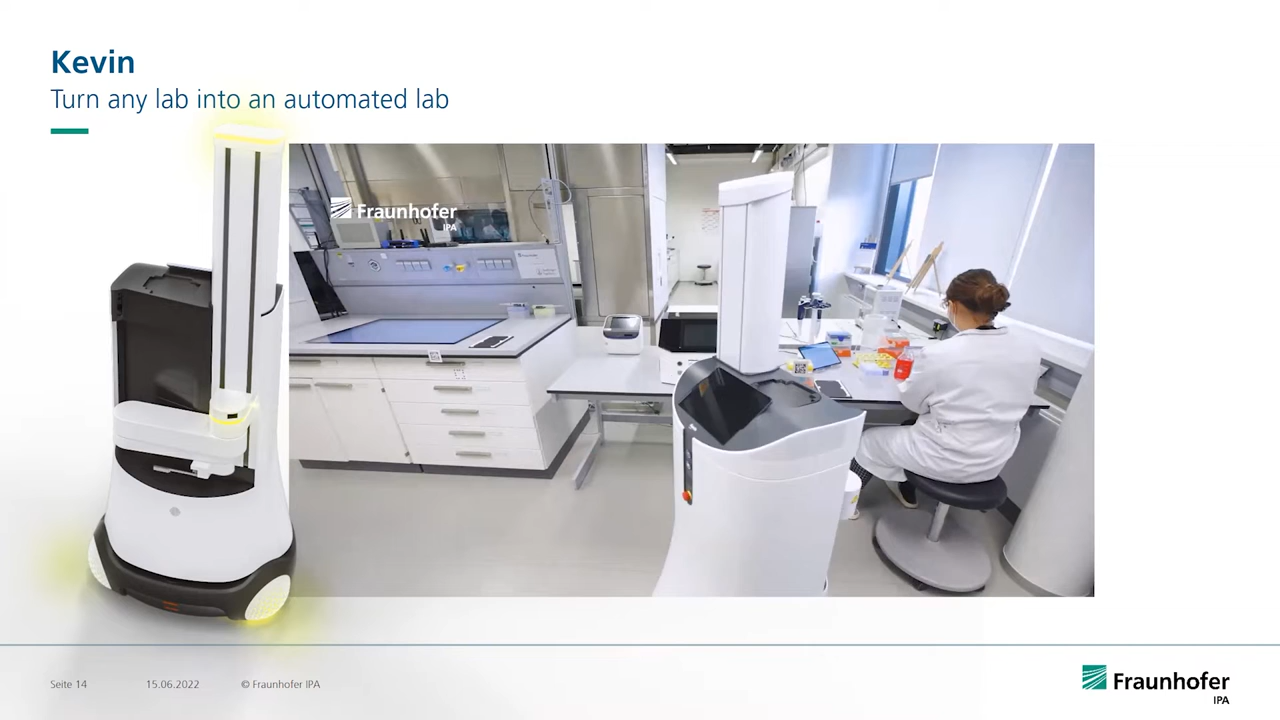 Kevin
Turn any lab into an automated lab
Fraunhofer
IPA
Seite 14
15.06.2022
© Fraunhofer IPA
Fraunhofer
IPA